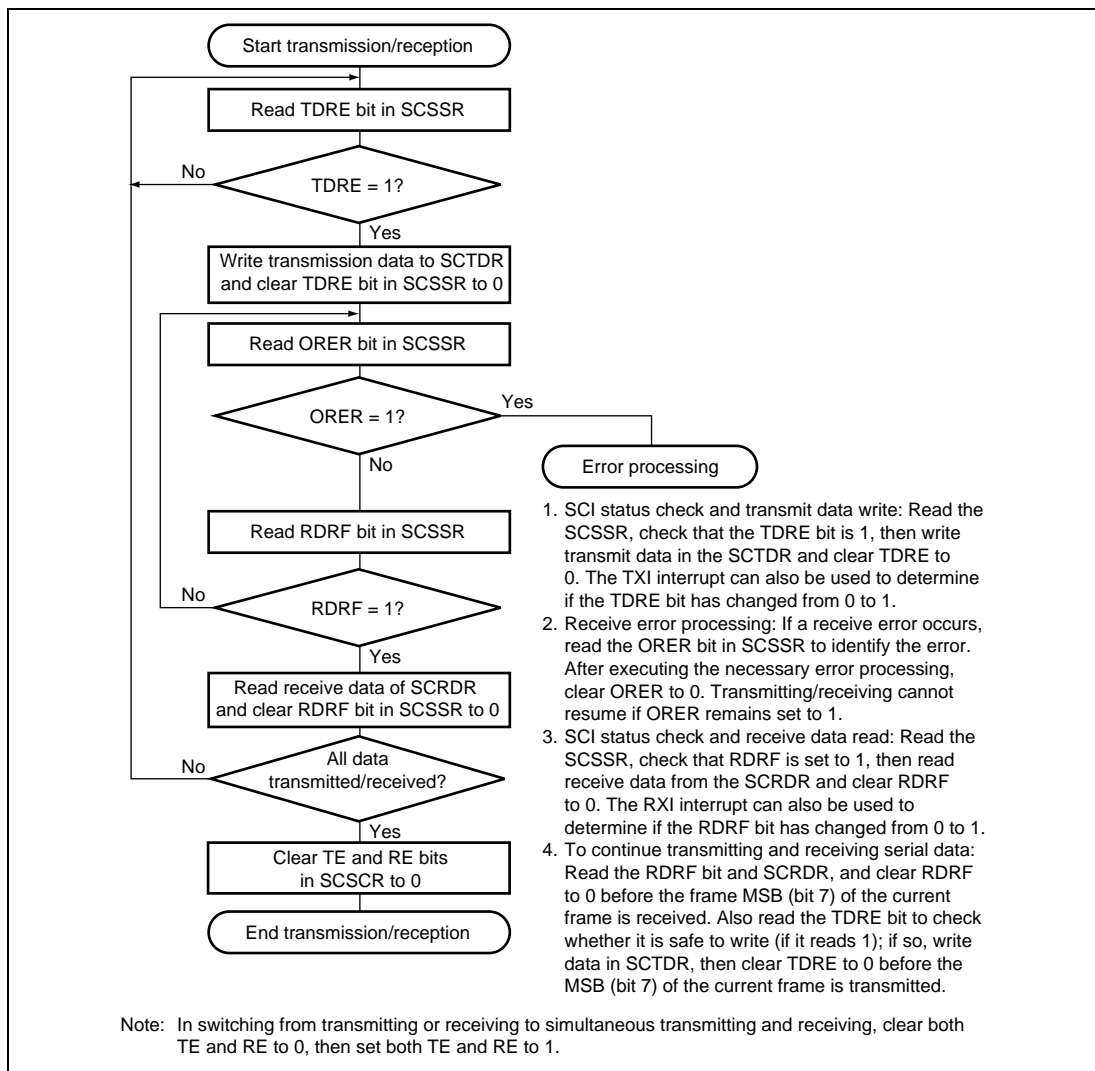 Start transmission/reception
Read TDRE bit in SCSSR
No
TDRE = 1?
Yes
Write transmission data to SCTDR
and clear TDRE bit in SCSSR to 0
Read ORER bit in SCSSR
Yes
ORER = 1?
No
Error processing
Read RDRF bit in SCSSR
No
RDRF = 1?
Yes
Read receive data of SCRDR
and clear RDRF bit in SCSSR to 0
No
All data
transmitted/received?
Yes
Clear TE and RE bits
in SCSCR to 0
End transmission/reception
1. SCI status check and transmit data write: Read the
SCSSR, check that the TDRE bit is 1, then write
transmit data in the SCTDR and clear TDRE to
0. The TXI interrupt can also be used to determine
if the TDRE bit has changed from 0 to 1.
2. Receive error processing: If a receive error occurs,
read the ORER bit in SCSSR to identify the error.
After executing the necessary error processing,
clear ORER to 0. Transmitting/receiving cannot
resume if ORER remains set to 1.
3. SCI status check and receive data read: Read the
SCSSR, check that RDRF is set to 1, then read
receive data from the SCRDR and clear RDRF
to 0. The RXI interrupt can also be used to
determine if the RDRF bit has changed from 0 to 1.
4. To continue transmitting and receiving serial data:
Read the RDRF bit and SCRDR, and clear RDRF
to 0 before the frame MSB (bit 7) of the current
frame is received. Also read the TDRE bit to check
whether it is safe to write (if it reads 1); if so, write
data in SCTDR, then clear TDRE to 0 before the
MSB (bit 7) of the current frame is transmitted.
Note: In switching from transmitting or receiving to simultaneous transmitting and receiving, clear both
TE and RE to 0, then set both TE and RE to 1.